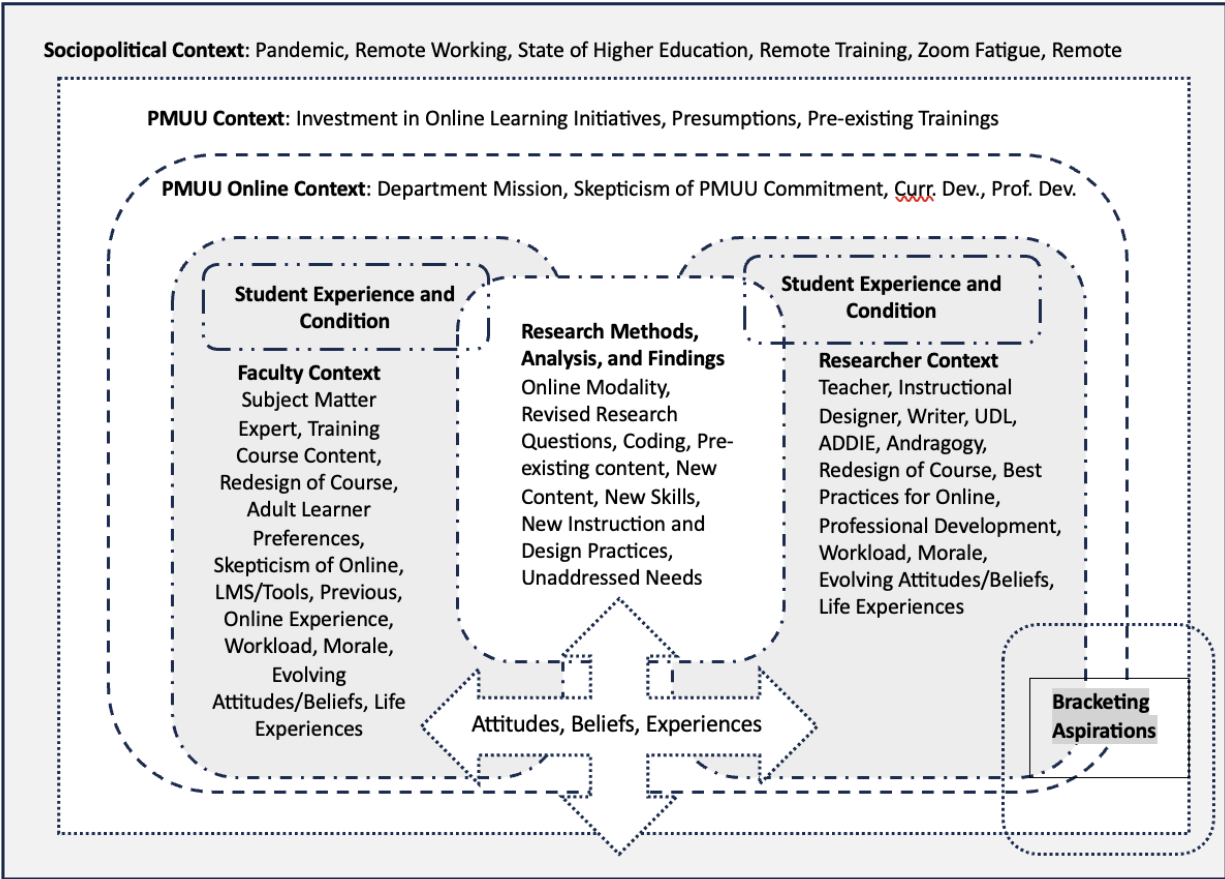 Sociopolitical Context: Pandemic, Remote Working, State of Higher Education, Remote Training, Zoom Fatigue, Remote
PMUU Context: Investment in Online Learning Initiatives, Presumptions, Pre-existing Trainings
PMUU Online Context: Department Mission, Skepticism of PMUU Commitment, Curr. Dev., Prof. Dev.
Student Experience and
Condition
Faculty Context
Subject Matter
Expert, Training
Course Content,
Redesign of Course,
Adult Learner
Preferences,
Skepticism of Online,
LMS/Tools, Previous,
Online Experience,
Workload, Morale,
Evolving
Attitudes/Beliefs, Life
Experiences
Research Methods,
Analysis, and Findings
Online Modality,
Revised Research
Questions, Coding, Pre-
existing content, New
Content, New Skills,
New Instruction and
Design Practices,
Unaddressed Needs
Student Experience and
Condition
Researcher Context
Teacher, Instructional
Designer, Writer, UDL,
ADDIE, Andragogy,
Redesign of Course, Best
Practices for Online,
Professional Development,
Workload, Morale,
Evolving Attitudes/Beliefs,
Life Experiences
Attitudes, Beliefs, Experiences
Bracketing
Aspirations